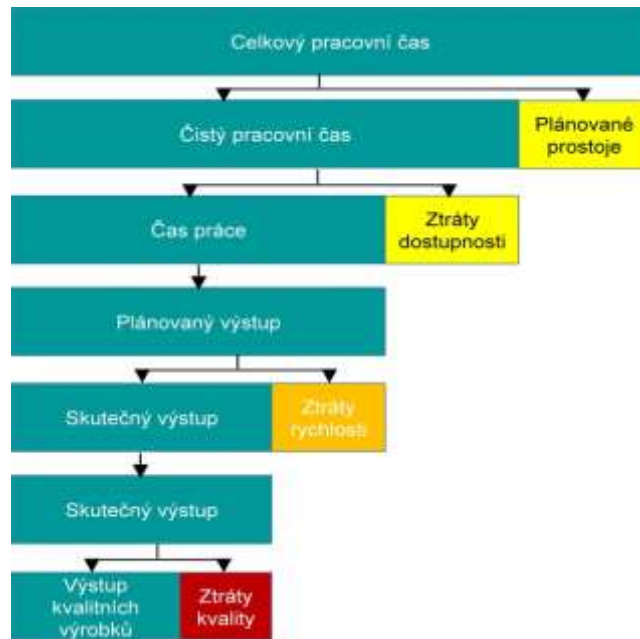 Celkový pracovní čas
Čistý pracovní čas
Plánované
prostoje
Čas práce
Ztráty
dostupnosti
Plánovaný výstup
Skutečný výstup
Ztráty
rychlosti
Skutečný výstup
Výstup
kvalitních
výrobků
Ztráty
kvality